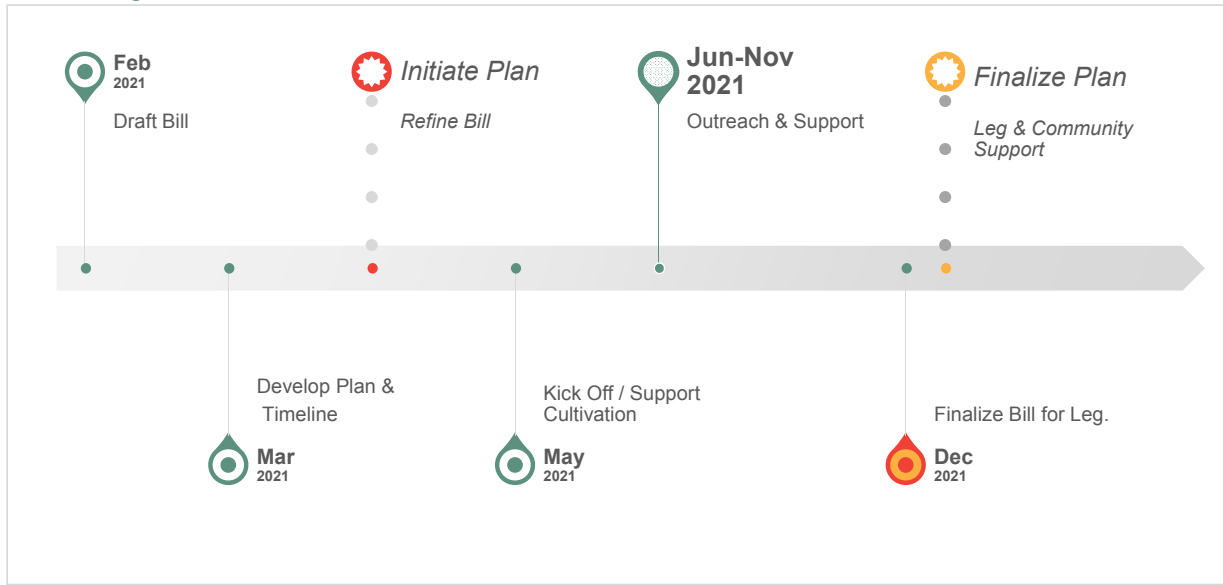 Feb
2021
Draft Bill
Initiate Plan
Refine Bill
Jun-Nov
2021
Outreach & Support
Finalize Plan
Leg & Community
Support
Develop Plan &
Timeline
Mar
2021
Kick Off / Support
Cultivation
May
2021
Finalize Bill for Leg.
Dec
2021